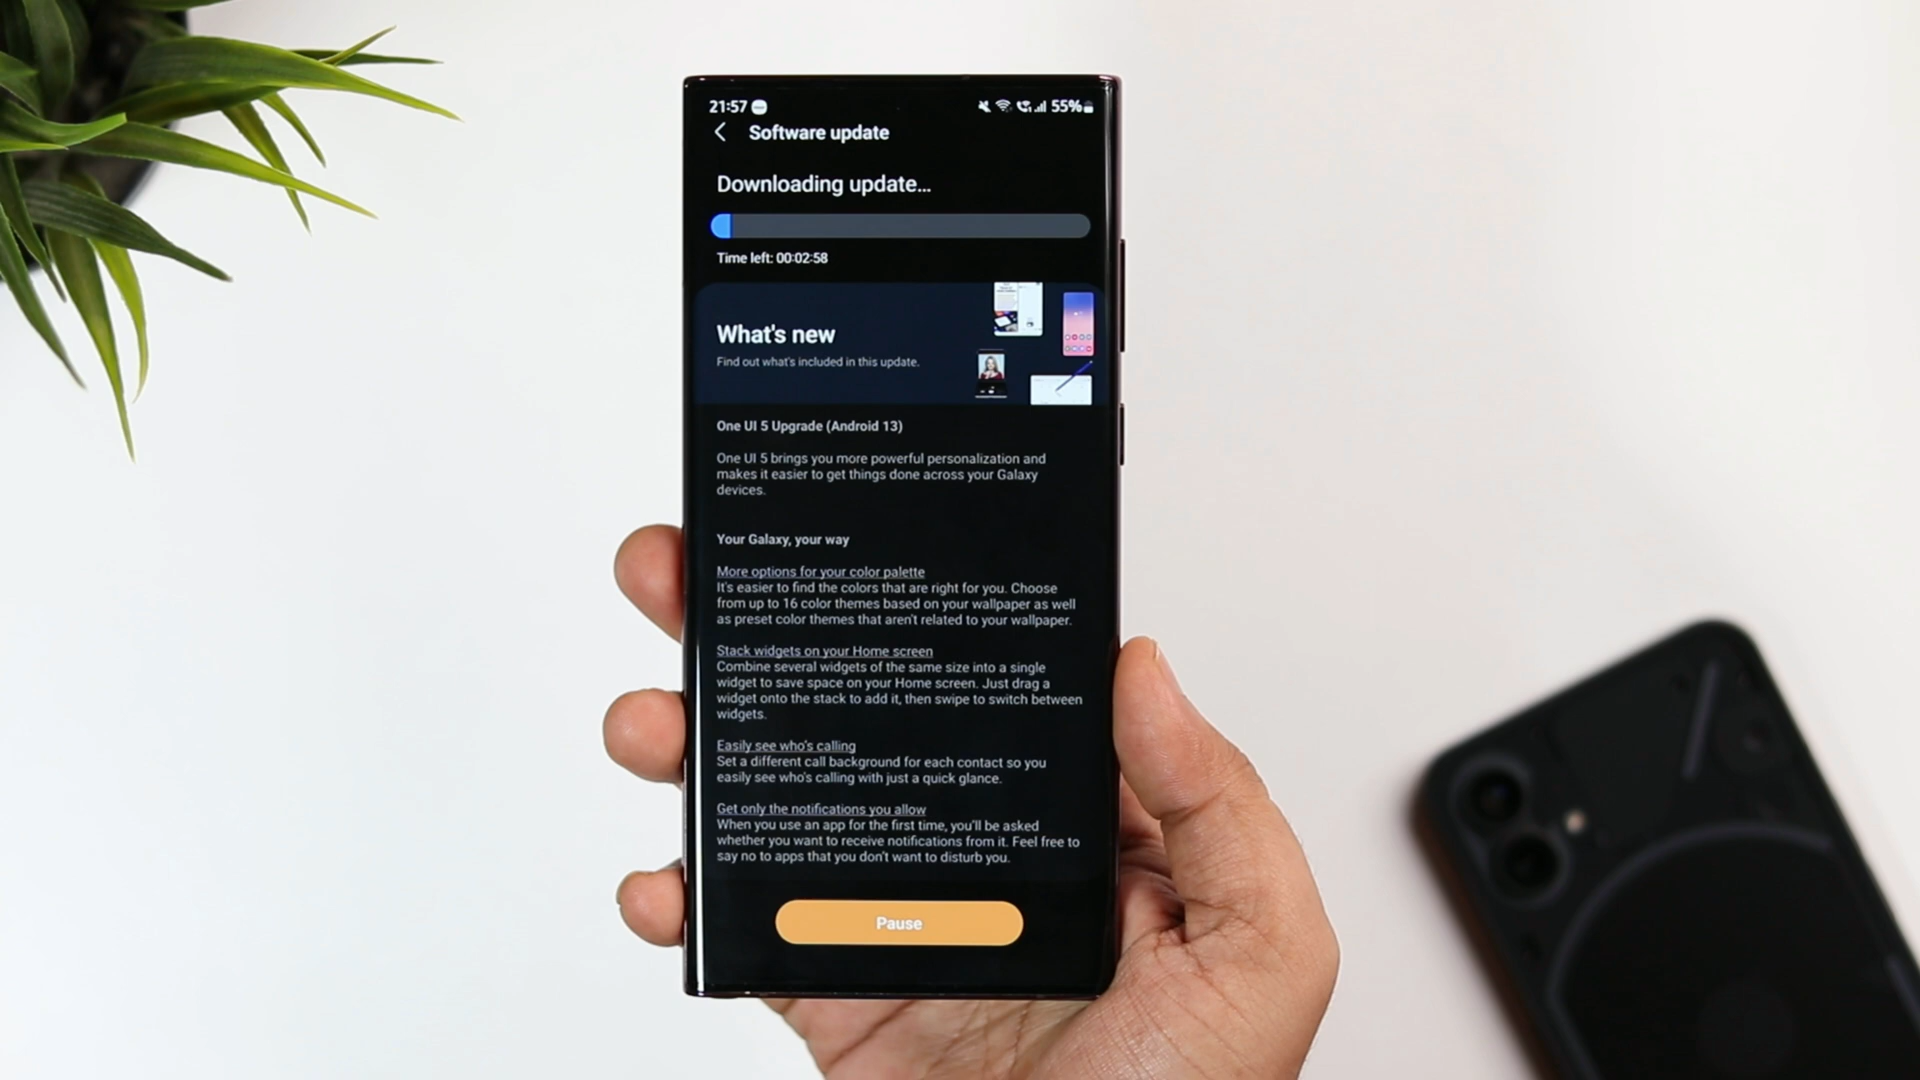 21:57 55%
Software update
Downloading update...
Time left: 00:02:58
What's new
Find out what's included in this update.
One UI 5 Upgrade (Android 13)
One UI 5 brings you more powerful personalization and
makes it easier to get things done across your Galaxy
devices.
Your Galaxy, your way
More options for your color palette
It's easier to find the colors that are right for you. Choose
from up to 16 color themes based on your wallpaper as well
as preset color themes that aren't related to your wallpaper.
Stack widgets on your Home screen
Combine several widgets of the same size into a single
widget to save space on your Home screen. Just drag a
widget onto the stack to add it, then swipe to switch between
widgets.
Easily see who's calling
Set a different call background for each contact so you
easily see who's calling with just a quick glance.
Get only the notifications you allow
When you use an app for the first time, you'll be asked
whether you want to receive notifications from it. Feel free to
say no to apps that you don't want to disturb you.
Pause